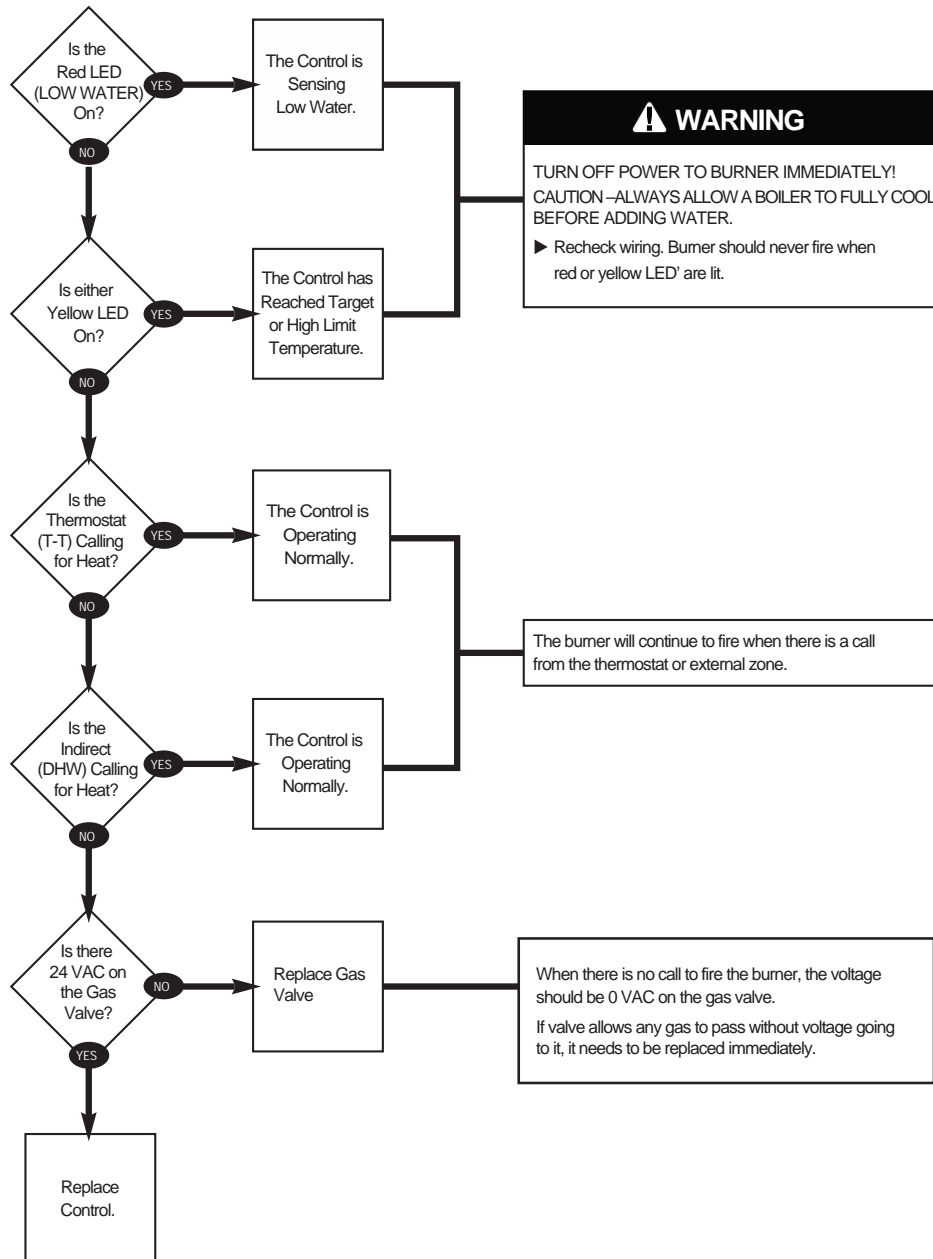 Is the
Red LED
(LOW WATER)
On?
YES
The Control is
Sensing
Low Water.
NO
WARNING
TURN OFF POWER TO BURNER IMMEDIATELY!
CAUTION –ALWAYS ALLOW A BOILER TO FULLY COOL
BEFORE ADDING WATER.
Recheck wiring. Burner should never fire when
red or yellow LED' are lit.
Is either
Yellow LED
On?
YES
The Control has
Reached Target
or High Limit
Temperature.
NO
Is the
Thermostat
(T-T) Calling
for Heat?
YES
The Control is
Operating
Normally.
NO
The burner will continue to fire when there is a call
from the thermostat or external zone.
Is the
Indirect
(DHW) Calling
for Heat?
YES
The Control is
Operating
Normally.
NO
Is there
24 VAC on
the Gas
Valve?
NO
Replace Gas
Valve
When there is no call to fire the burner, the voltage
should be 0 VAC on the gas valve.
If valve allows any gas to pass without voltage going
to it, it needs to be replaced immediately.
YES
Replace
Control.